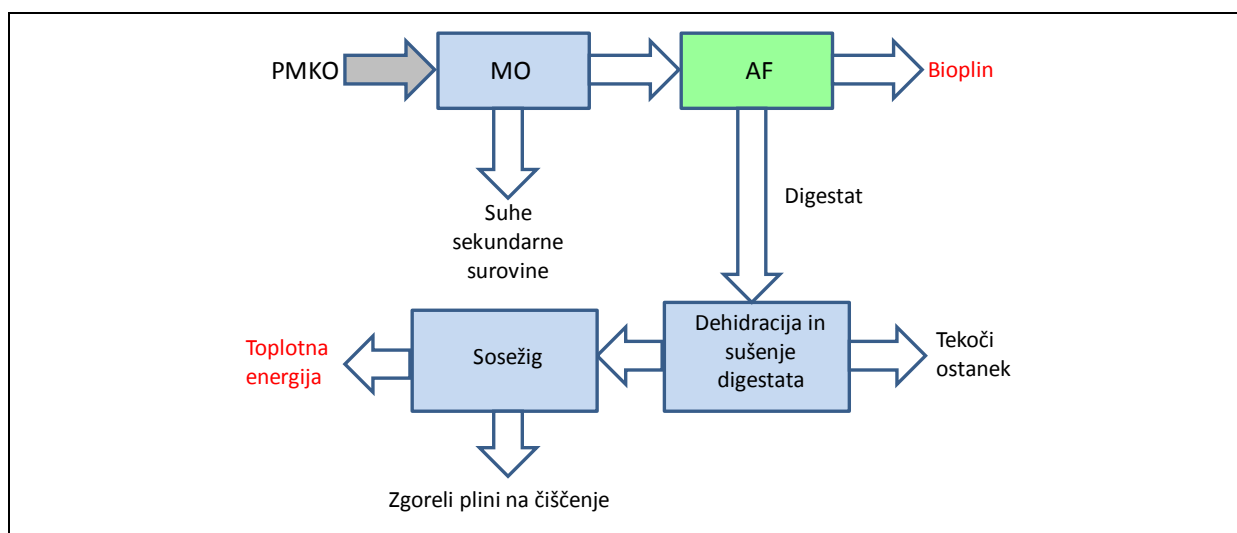 PMKO
MO
AF
Bioplin
Suhe
sekundarne
surovine
Digestat
Toplotna
energija
Sosežig
Dehidracija in
sušenje
digestata
Tekoči
ostanek
Zgoreli plini na čiščenje